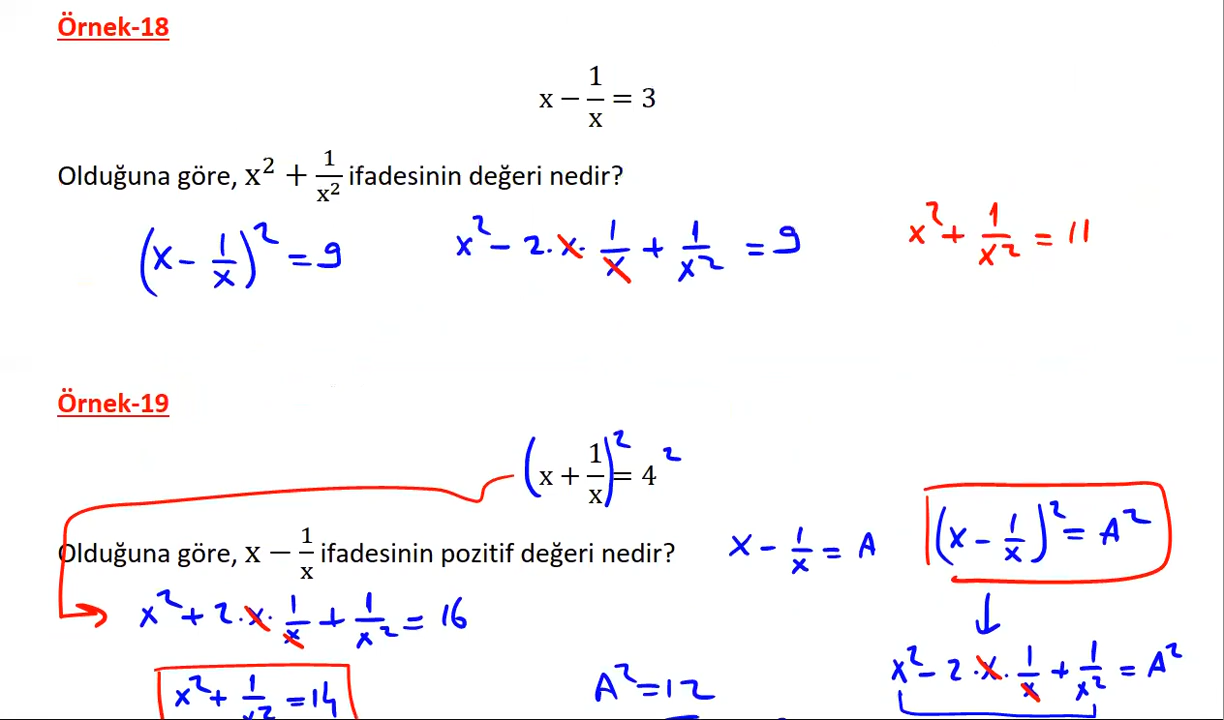 Örnek-18
x − 1/x = 3
Olduğuna göre, x² + 1/x² ifadesinin değeri nedir?
(x − 1/x)² = 9   x² − 2·x·1/x + 1/x² = 9   x² + 1/x² = 11
Örnek-19
(x + 1/x)² = 4²
Olduğuna göre, x − 1/x ifadesinin pozitif değeri nedir?   x − 1/x = A   (x − 1/x)² = A²
x² + 2·x·1/x + 1/x² = 16
x² + 1/x² = 14   A² = 12   x² − 2·x·1/x + 1/x² = A²